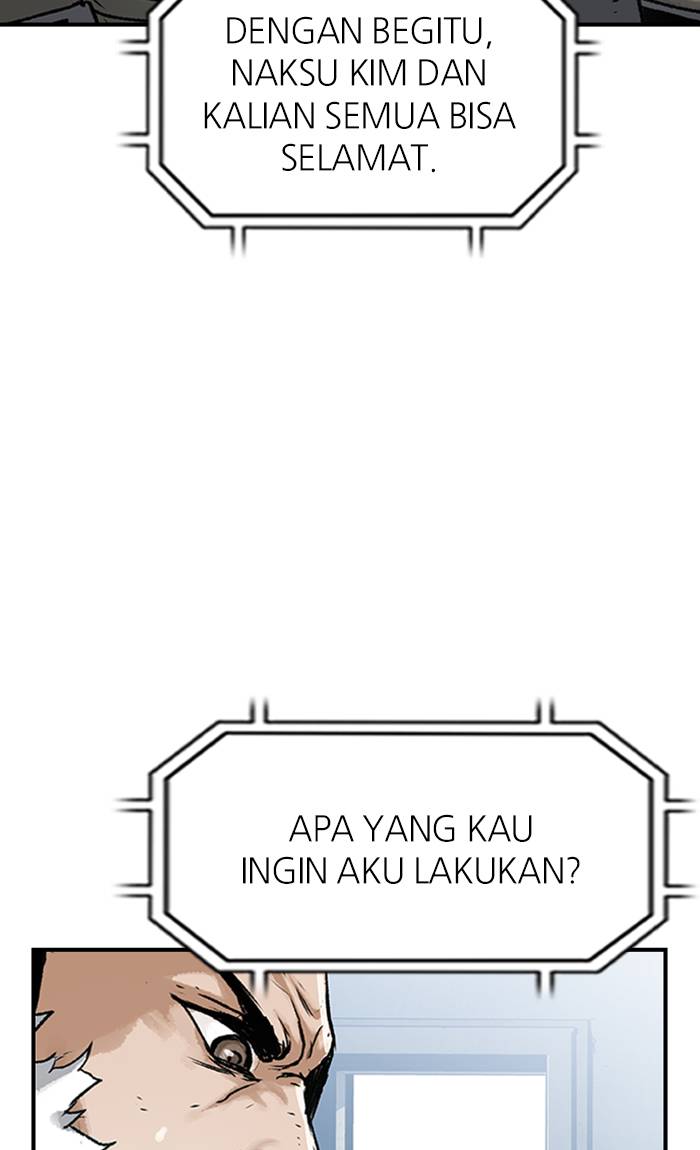 DENGAN BEGITU,
NAKSU KIM DAN
KALIAN SEMUA BISA
SELAMAT.
APA YANG KAU
INGIN AKU LAKUKAN?